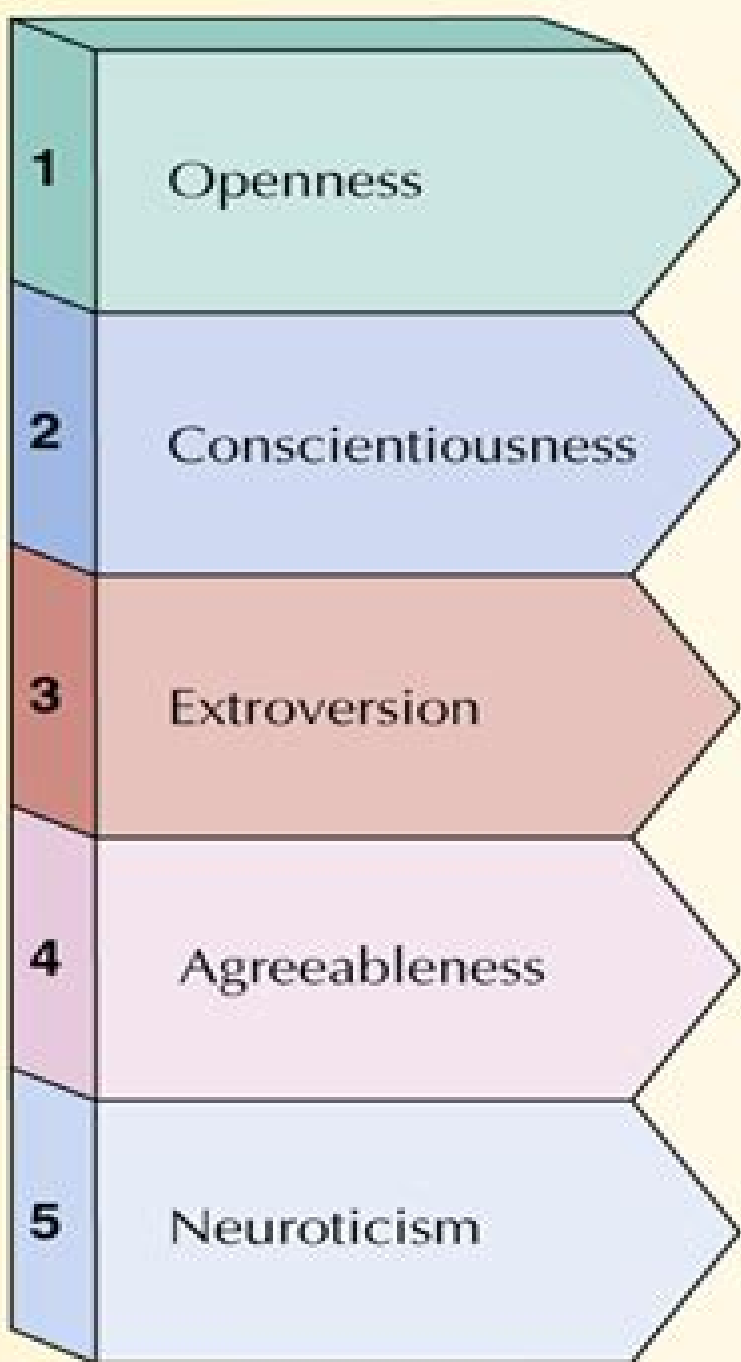 1 Openness
2 Conscientiousness
3 Extroversion
4 Agreeableness
5 Neuroticism